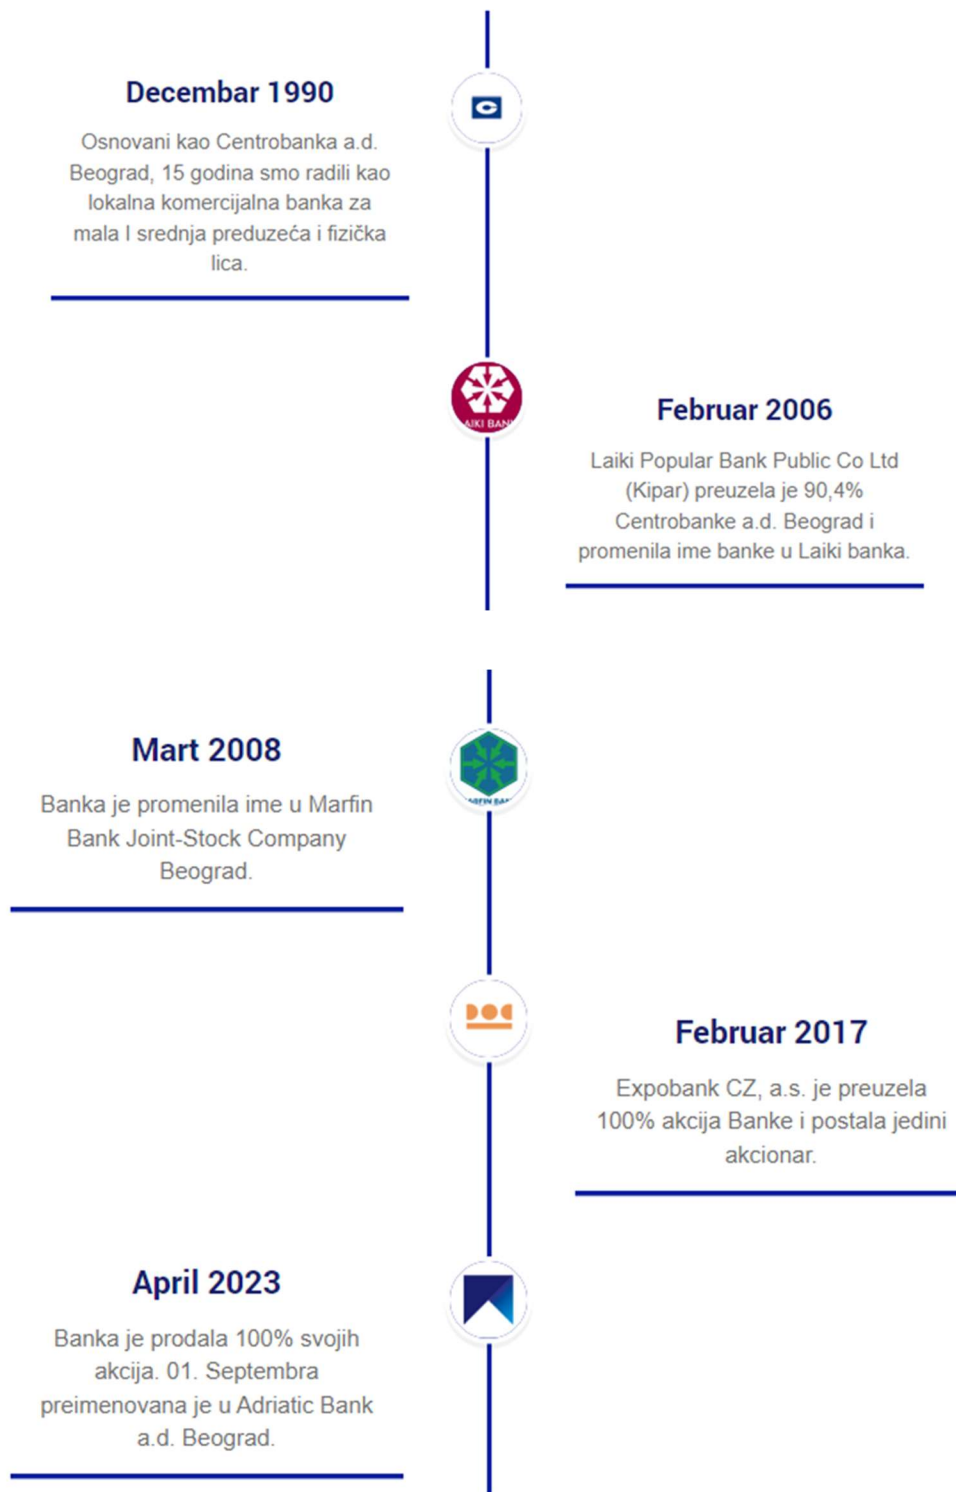 Decembar 1990
Osnovani kao Centrobanka a.d.
Beograd, 15 godina smo radili kao
lokalna komercijalna banka za
mala I srednja preduzeća i fizička
lica.
AIKI BAN
Februar 2006
Laiki Popular Bank Public Co Ltd
(Kipar) preuzela je 90,4%
Centrobanke a.d. Beograd i
promenila ime banke u Laiki banka.
Mart 2008
Banka je promenila ime u Marfin
Bank Joint-Stock Company
Beograd.
MARFIN BAN
Februar 2017
Expobank CZ, a.s. je preuzela
100% akcija Banke i postala jedini
akcionar.
April 2023
Banka je prodala 100% svojih
akcija. 01. Septembra
preimenovana je u Adriatic Bank
a.d. Beograd.